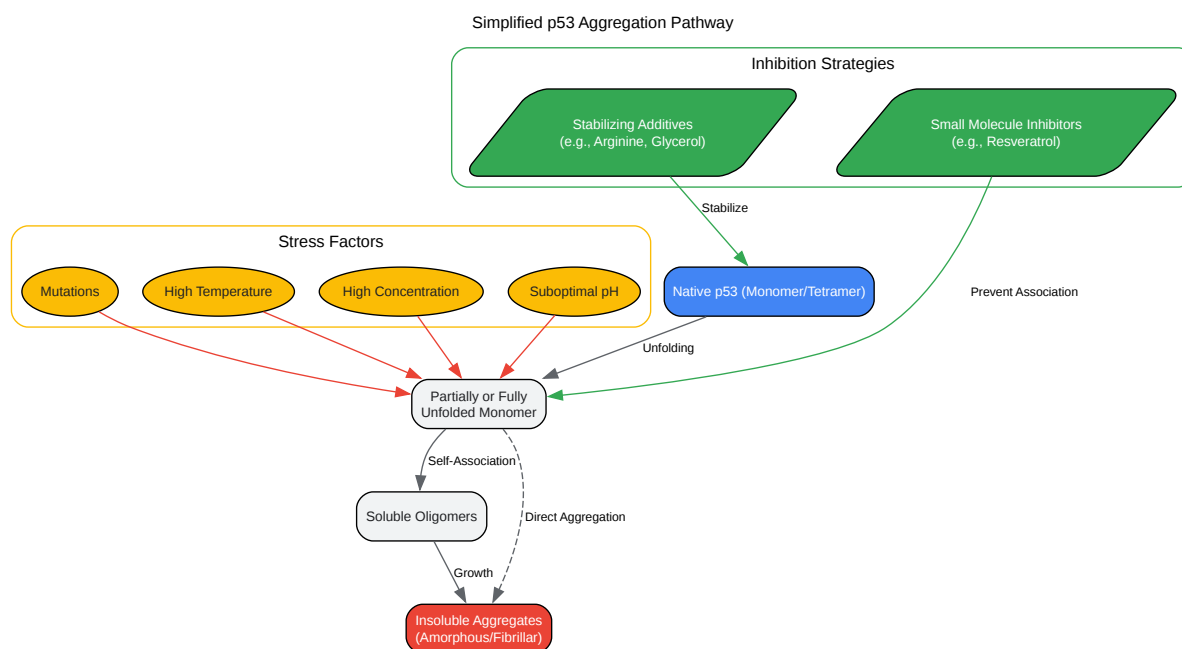 Simplified p53 Aggregation Pathway
Inhibition Strategies
Stabilizing Additives
(e.g., Arginine, Glycerol)
Small Molecule Inhibitors
(e.g., Resveratrol)
Stabilize
Stress Factors
Mutations
High Temperature
High Concentration
Suboptimal pH
Native p53 (Monomer/Tetramer)
Prevent Association
Unfolding
Partially or Fully
Unfolded Monomer
Self-Association
Soluble Oligomers
Direct Aggregation
Growth
Insoluble Aggregates
(Amorphous/Fibrillar)